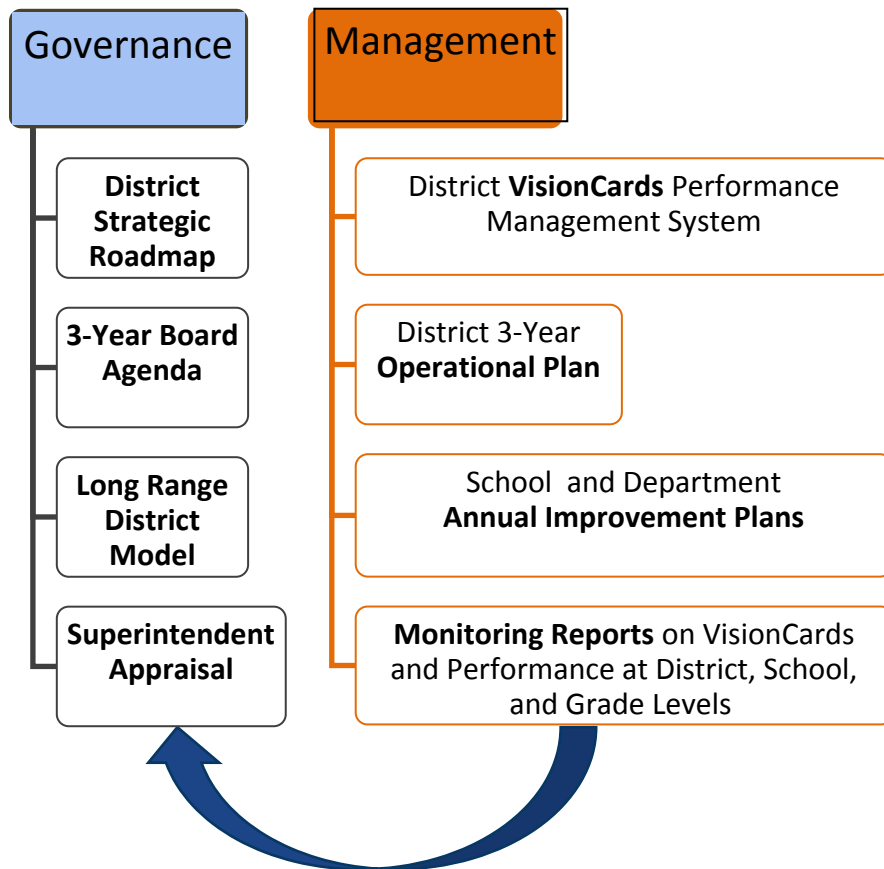 Governance
District
Strategic
Roadmap
3-Year Board
Agenda
Long Range
District
Model
Superintendent
Appraisal
Management
District VisionCards Performance
Management System
District 3-Year
Operational Plan
School and Department
Annual Improvement Plans
Monitoring Reports on VisionCards
and Performance at District, School,
and Grade Levels